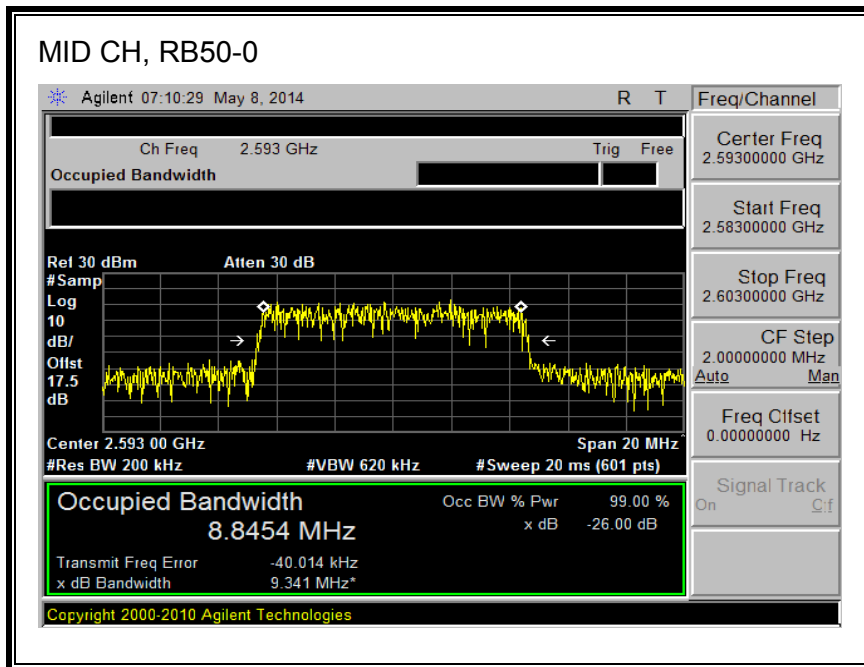 MID CH, RB50-0
Agilent 07:10:29 May 8, 2014 R T
Freq/Channel
Ch Freq 2.593 GHz Trig Free
Occupied Bandwidth
Center Freq
2.59300000 GHz
Start Freq
2.58300000 GHz
Stop Freq
2.60300000 GHz
CF Step
2.00000000 MHz
Auto Man
Freq Offset
0.00000000 Hz
Signal Track
On Off
Ref 30 dBm Atten 30 dB
#Samp
Log
10
dB/
Offst
17.5
dB
Center 2.593 00 GHz Span 20 MHz^
#Res BW 200 kHz #VBW 620 kHz #Sweep 20 ms (601 pts)
Occupied Bandwidth
8.8454 MHz
Occ BW % Pwr 99.00 %
x dB -26.00 dB
Transmit Freq Error -40.014 kHz
x dB Bandwidth 9.341 MHz*
Copyright 2000-2010 Agilent Technologies